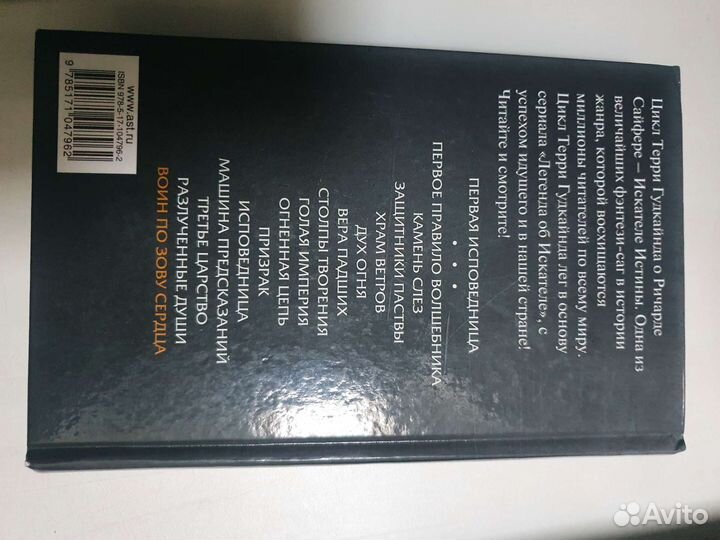 Цикл Терри Гудкайнда о Ричарде
Сайфере — Искателе Истины. Одна из
величайших фэнтези-саг в истории
жанра, которой восхищаются
миллионы читателей по всему миру.
Цикл Терри Гудкайнда лег в основу
сериала «Легенда об Искателе», с
успехом идущего и в нашей стране!
Читайте и смотрите!
ПЕРВАЯ ИСПОВЕДНИЦА
• • •
ПЕРВОЕ ПРАВИЛО ВОЛШЕБНИКА
КАМЕНЬ СЛЕЗ
ЗАЩИТНИКИ ПАСТВЫ
ХРАМ ВЕТРОВ
ДУХ ОГНЯ
ВЕРА ПАДШИХ
СТОЛПЫ ТВОРЕНИЯ
ГОЛАЯ ИМПЕРИЯ
ОГНЕННАЯ ЦЕПЬ
ПРИЗРАК
ИСПОВЕДНИЦА
МАШИНА ПРЕДСКАЗАНИЙ
ТРЕТЬЕ ЦАРСТВО
РАЗЛУЧЕННЫЕ ДУШИ
ВОИН ПО ЗОВУ СЕРДЦА
www.ast.ru
ISBN 978-5-17-104796-2
9 785171 047962
Avito